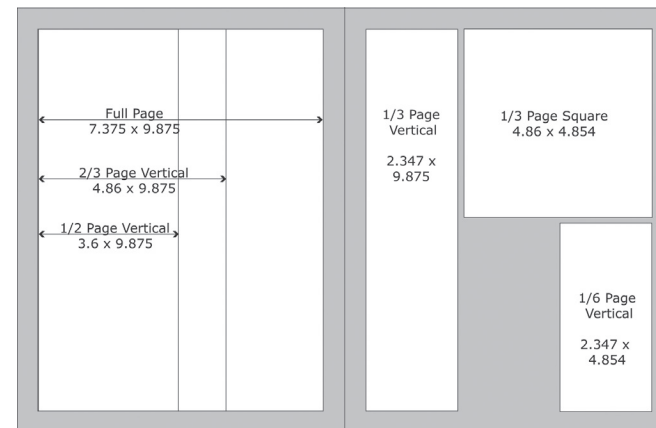 Full Page
7.375 x 9.875
2/3 Page Vertical
4.86 x 9.875
1/2 Page Vertical
3.6 x 9.875
1/3 Page
Vertical
2.347 x
9.875
1/3 Page Square
4.86 x 4.854
1/6 Page
Vertical
2.347 x
4.854